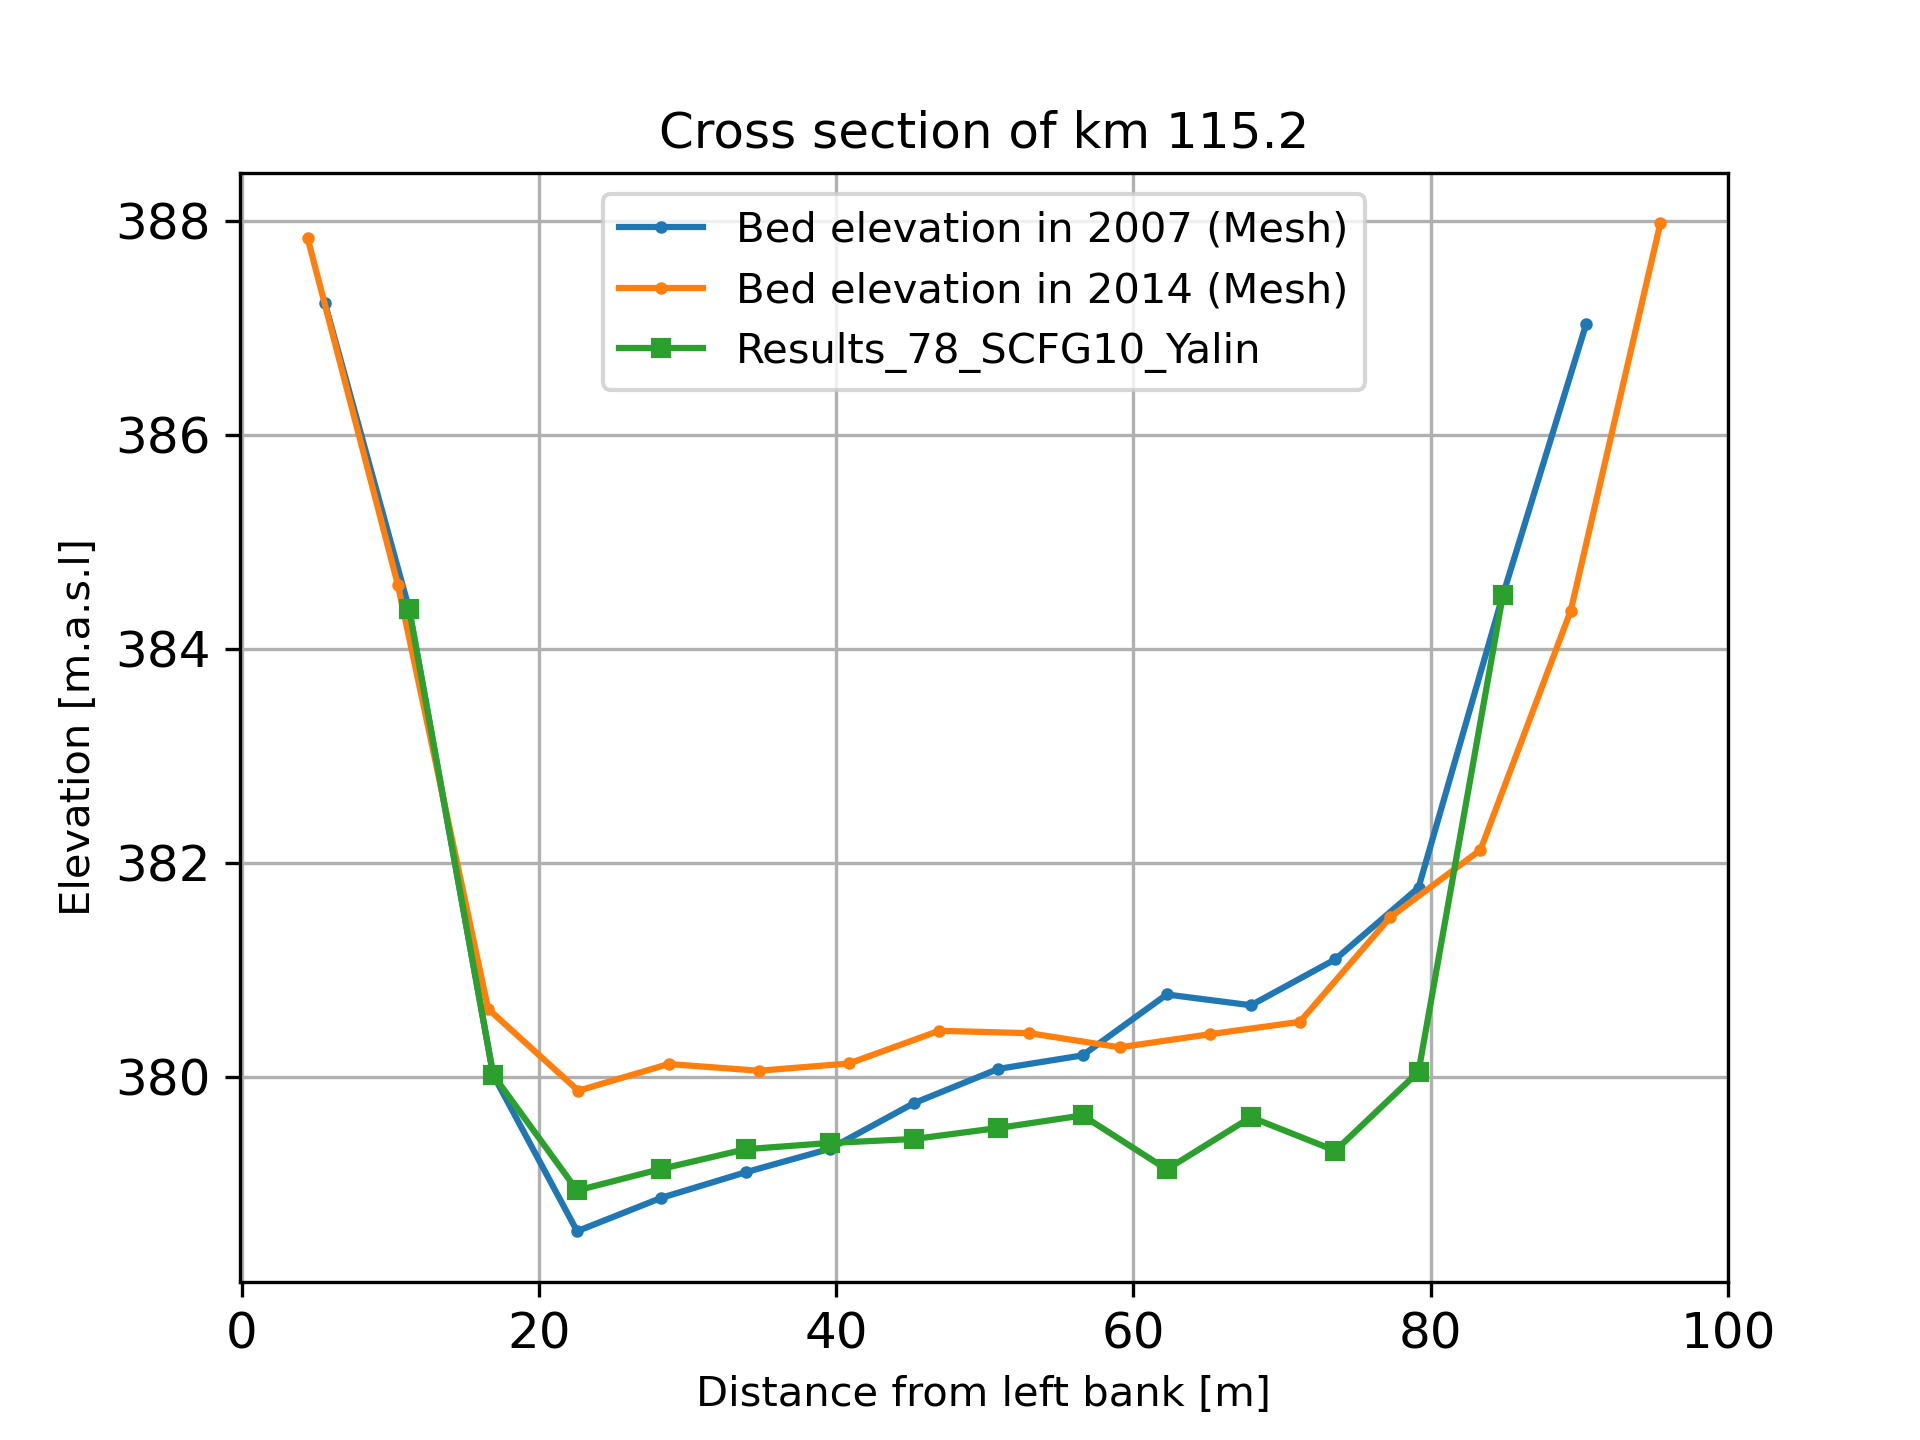 Cross section of km 115.2
Bed elevation in 2007 (Mesh)
Bed elevation in 2014 (Mesh)
Results_78_SCFG10_Yalin
Elevation [m.a.s.l]
388
386
384
382
380
0 20 40 60 80 100
Distance from left bank [m]